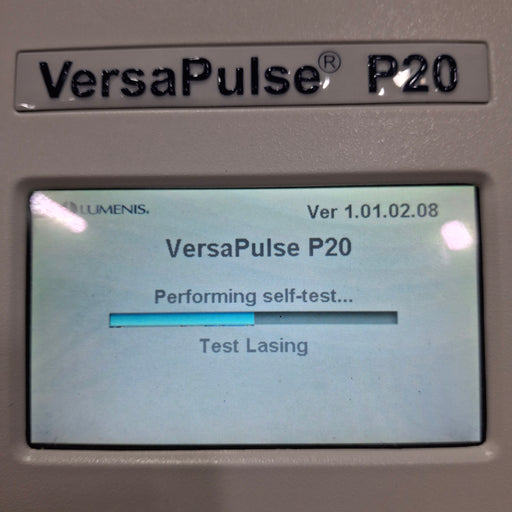 VersaPulse® P20
LUMENIS. Ver 1.01.02.08
VersaPulse P20
Performing self-test...
Test Lasing